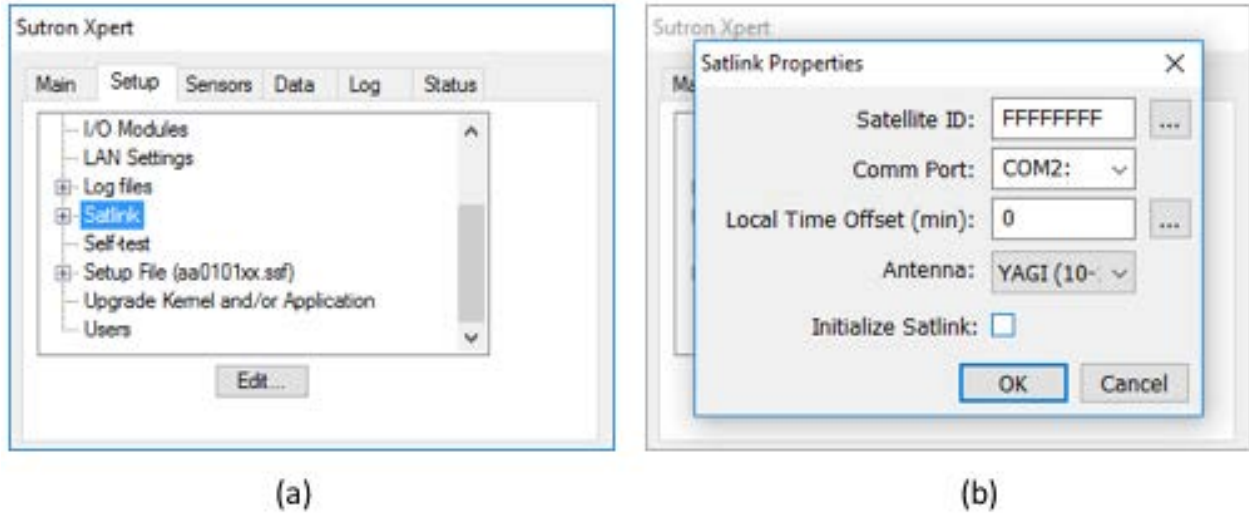 Sutron Xpert
Main Setup Sensors Data Log Status
I/O Modules
LAN Settings
Log files
Satlink
Self-test
Setup File (aa0101xx.ssf)
Upgrade Kernel and/or Application
Users
Edit...
(a)
Sutron Xpert
Ma
Satlink Properties
Satellite ID: FFFFFFFF ...
Comm Port: COM2:
Local Time Offset (min): 0 ...
Antenna: YAGI (10-
Initialize Satlink:
OK Cancel
(b)